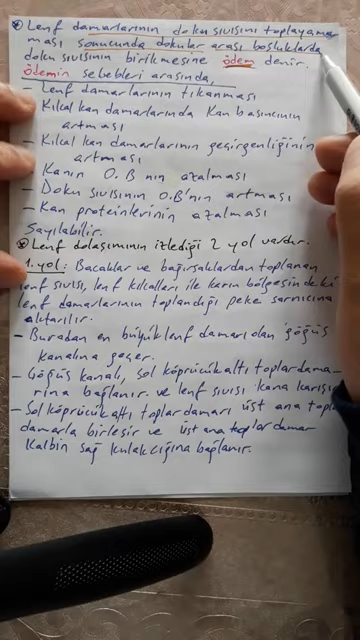 Lenf damarlarının doku sıvısını toplayama-
ması sonucunda dokular arası boşluklarda
doku sıvısının birikmesine ödem denir.
Ödemin sebebleri arasında,
- Lenf damarlarının tıkanması
- Kılcal kan damarlarında kan basıncının
artması
- Kılcal kan damarlarının geçirgenliğinin
artması
- Kanın O.B nın azalması
- Doku sıvısının O.B'nın artması
- Kan proteinlerinin azalması
Sayılabilir.
Lenf dolaşımının izlediği 2 yol vardır.
1. yol: Bacaklar ve bağırsaklardan toplanan
lenf sıvısı, lenf kılcalları ile karın bölgesindeki
lenf damarlarının toplandığı peke sarnıcına
aktarılır.
- Buradan en büyük lenf damarı olan göğüs
kanalına geçer.
- Göğüs kanalı, sol köprücükaltı toplardama-
rına bağlanır. ve lenf sıvısı kana karışır
- Sol köprücükaltı toplardamarı üst ana
damarla birleşir ve üst ana toplardamar
kalbin sağ kulakcığına bağlanır.